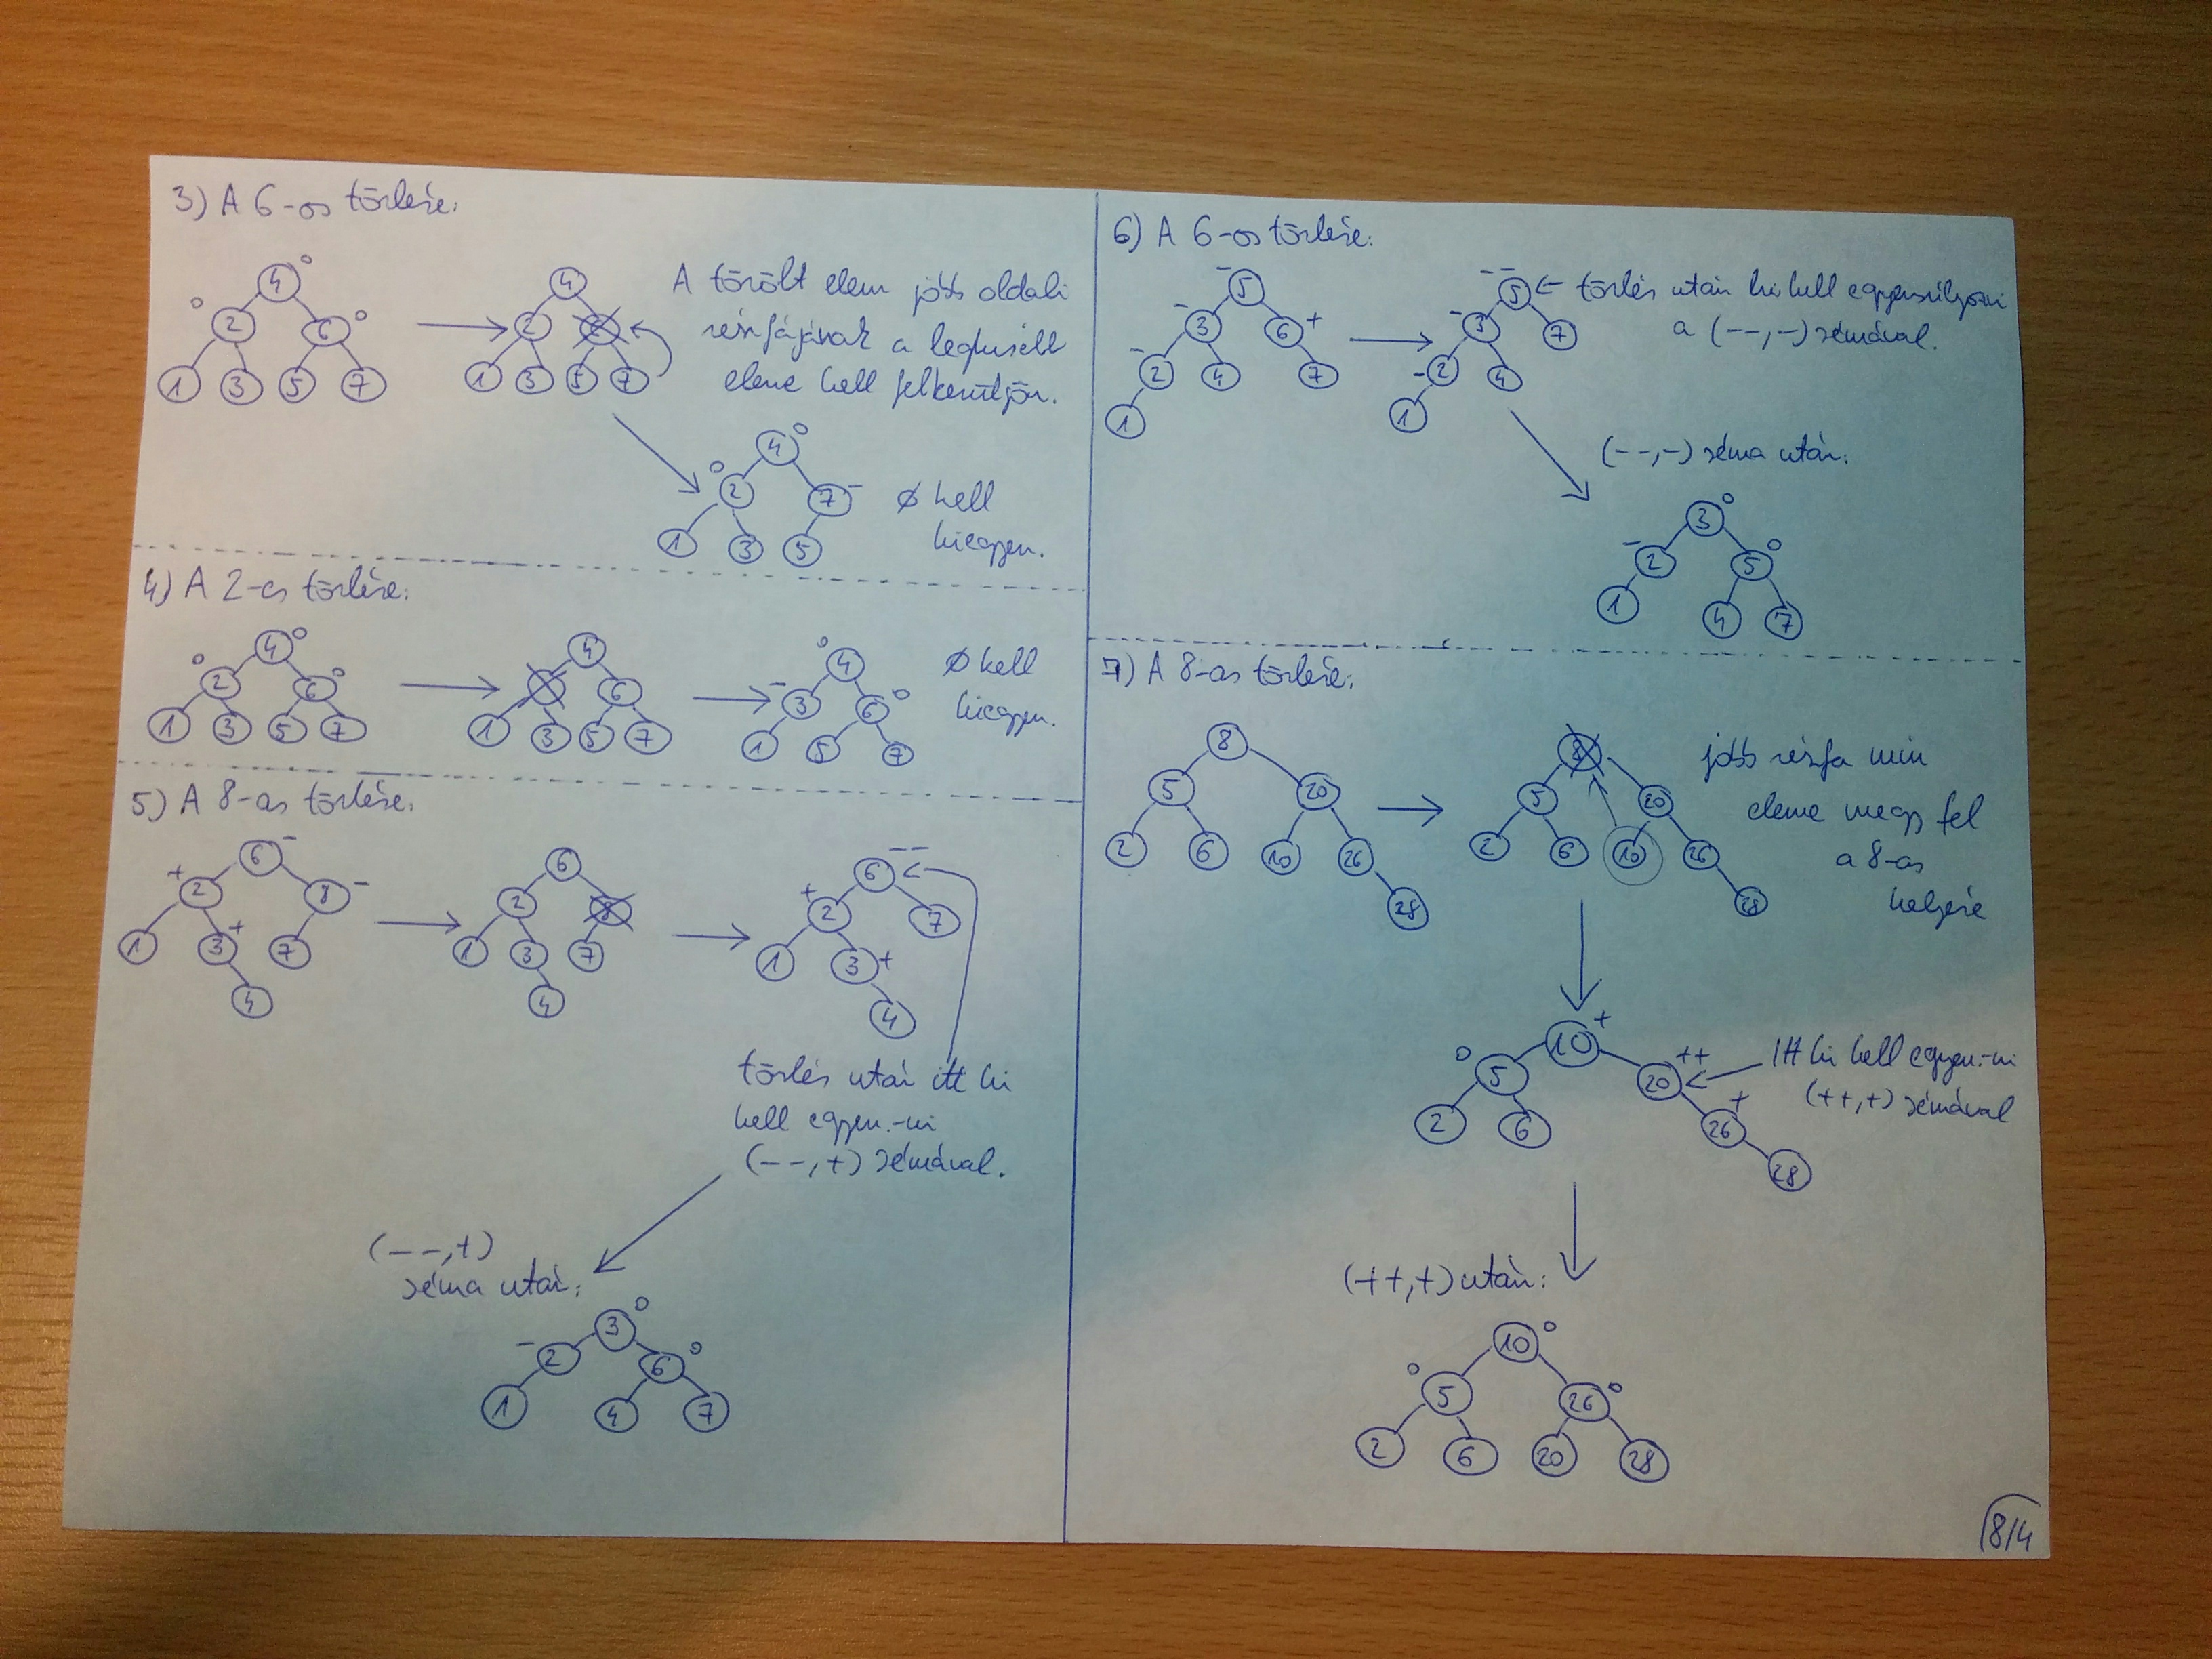 3) A 6-os törlése:
4° °2 6°
1 3 5 7
4
2 6
1 3 5 7
A törölt elem jobb oldali
részfájának a legkisebb
eleme kell felkerüljön.
4°
°2 7-
1 3 5
∅ kell
kiegyen.
4) A 2-es törlése:
4°
°2 6°
1 3 5 7
4
6
1 3 5 7
°4
-3 6°
1 5 7
∅ kell
kiegyen.
5) A 8-as törlése:
6-
+2 8-
1 3+ 7
4
6
2 8
1 3 7
4
6--
+2 7
1 3+
4
törlés után itt ki
kell egyen.-ni
(--,+) sémával.
(--,+)
séma után:
3°
-2 6°
1 4 7
6) A 6-os törlése:
-5
-3 6+
-2 4 7
1
--5
-3 7
-2 4
1
törlés után ki kell egyensúlyozni
a (--,-) sémával.
(--,-) séma után:
3°
-2 5°
1 4 7
7) A 8-as törlése:
8
5 20
2 6 10 26
28
8
5 20
2 6 10 26
28
jobb részfa min
eleme megy fel
a 8-as
helyére
10+
°5 20++
2 6 26+
28
Itt ki kell egyen.-ni
(++,+) sémával
(++,+) után:
10°
°5 26°
2 6 20 28
8/4